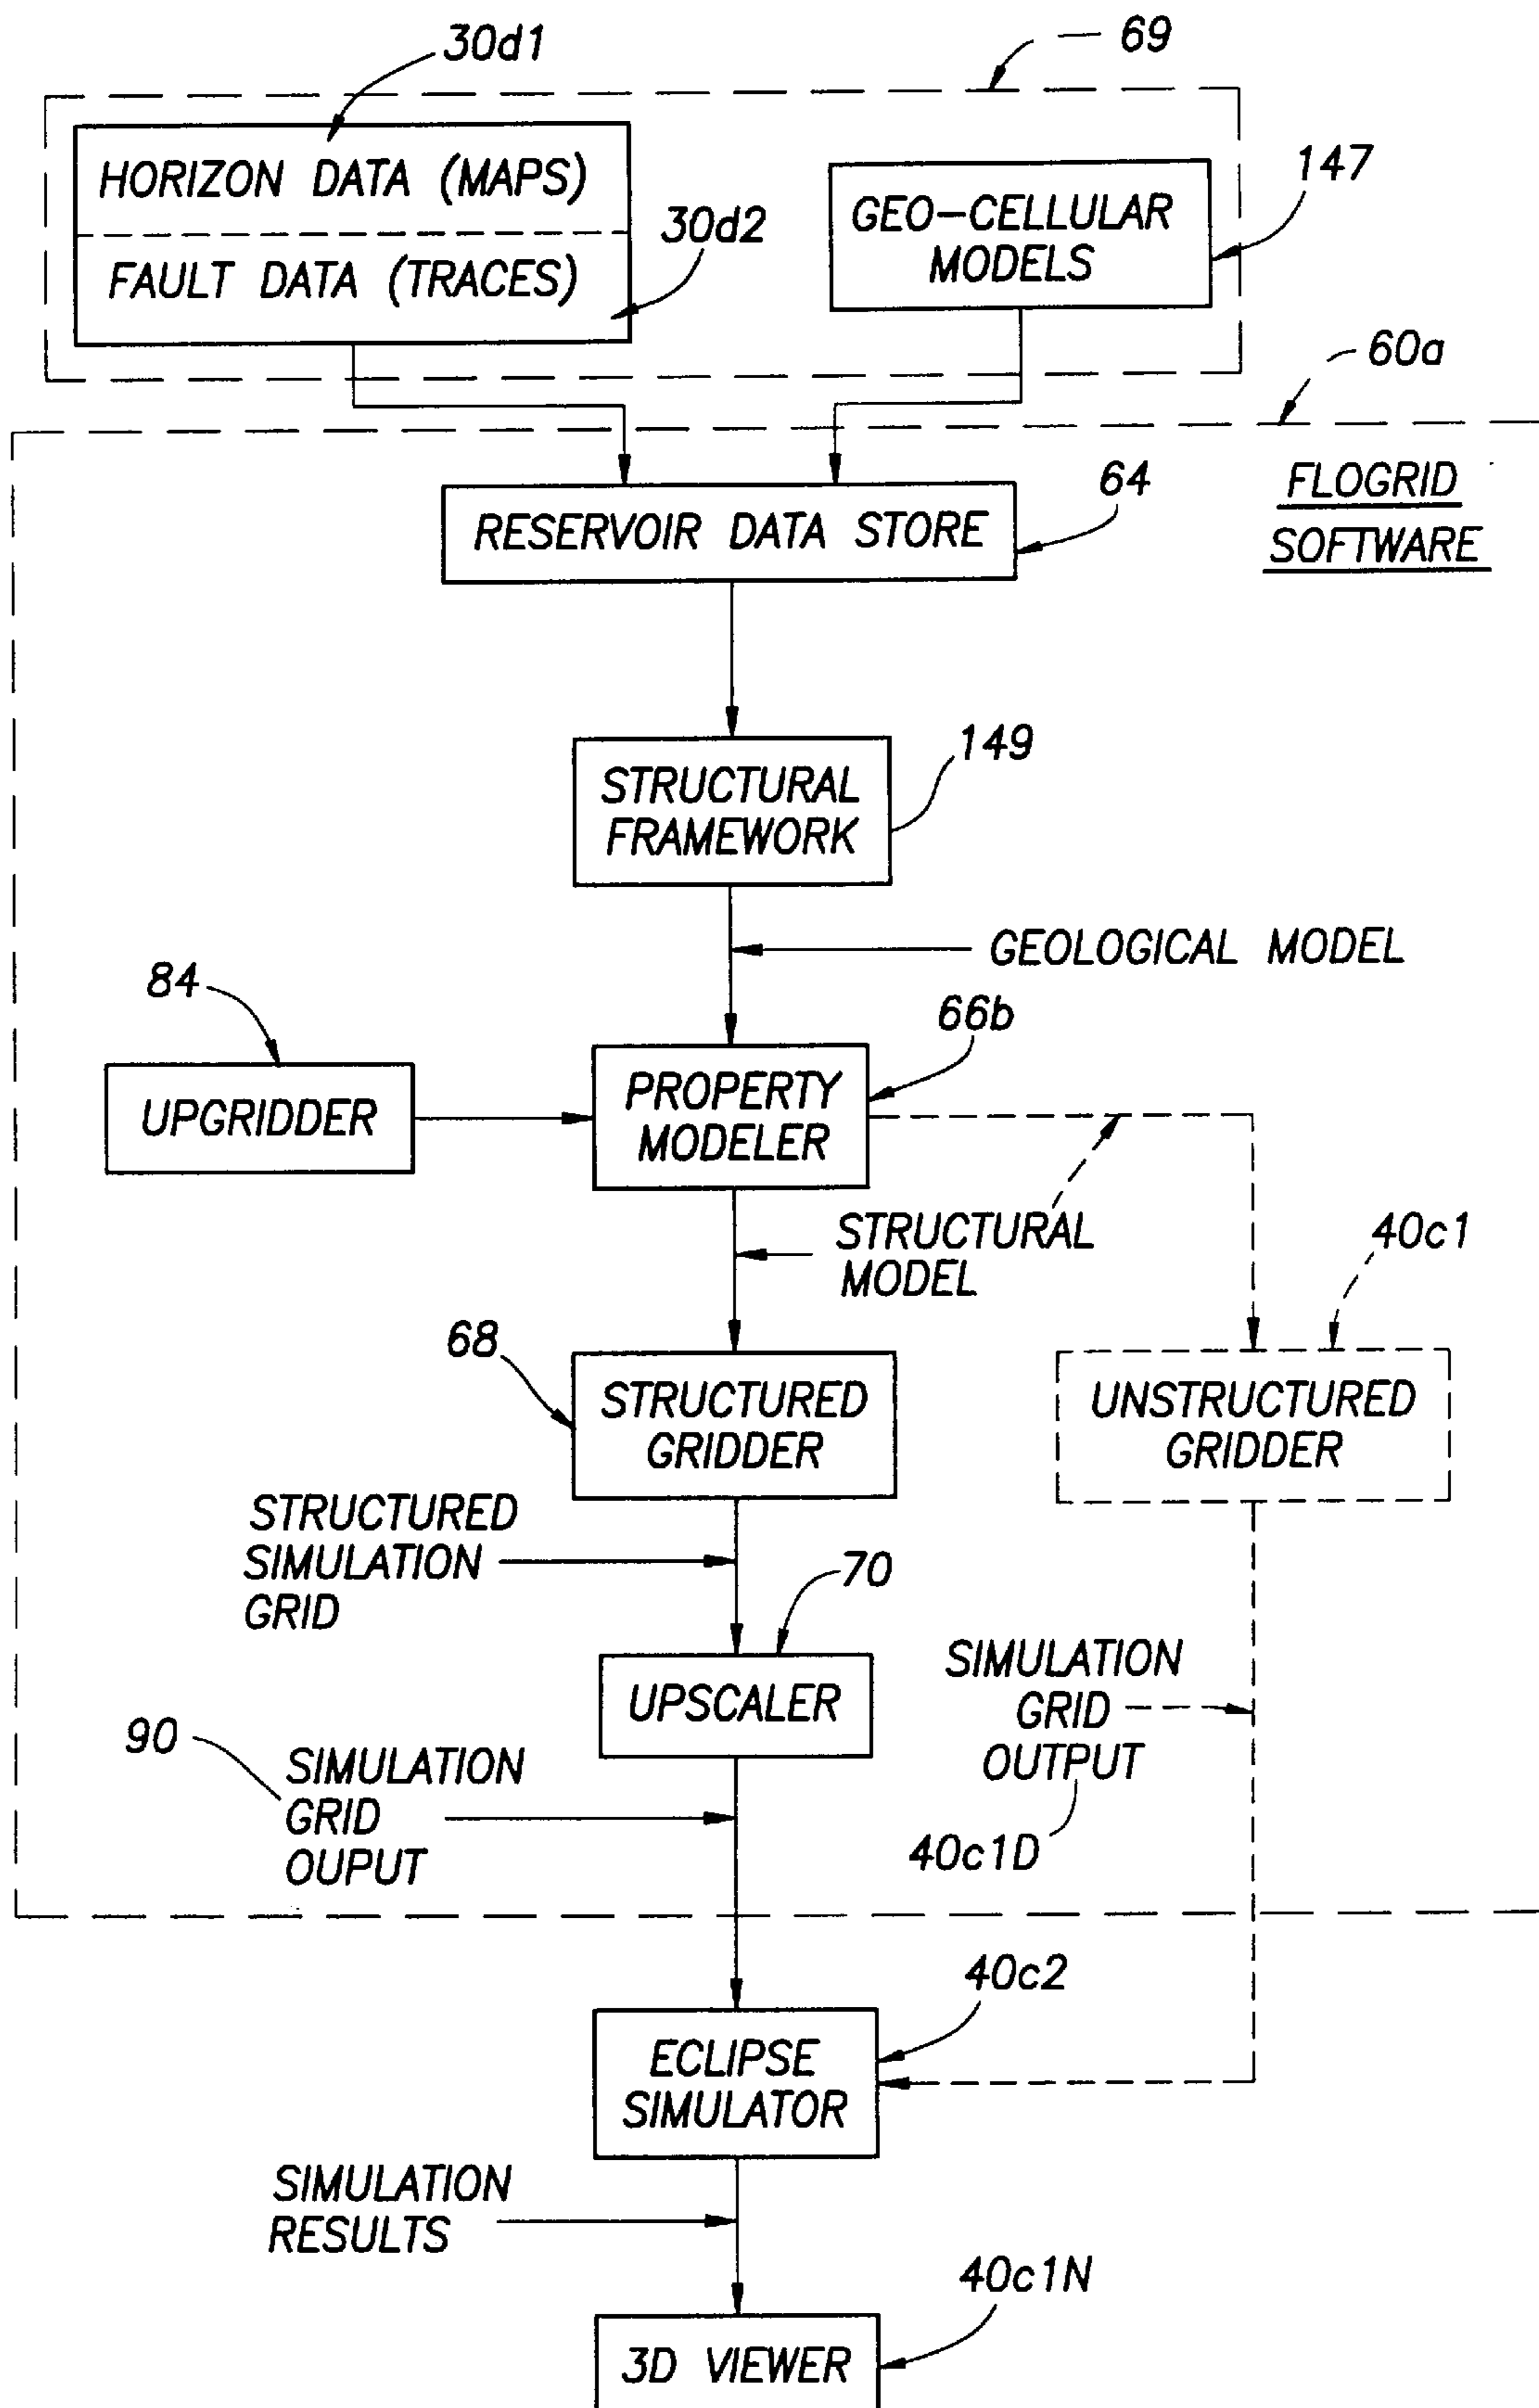 30d1
69
HORIZON DATA (MAPS)
30d2
FAULT DATA (TRACES)
GEO-CELLULAR
MODELS
147
60a
FLOGRID
SOFTWARE
RESERVOIR DATA STORE
64
STRUCTURAL
FRAMEWORK
149
GEOLOGICAL MODEL
84
66b
UPGRIDDER
PROPERTY
MODELER
STRUCTURAL
MODEL
40c1
68
STRUCTURED
GRIDDER
UNSTRUCTURED
GRIDDER
STRUCTURED
SIMULATION
GRID
70
UPSCALER
SIMULATION
GRID
OUTPUT
40c1D
90
SIMULATION
GRID
OUPUT
40c2
ECLIPSE
SIMULATOR
SIMULATION
RESULTS
40c1N
3D VIEWER